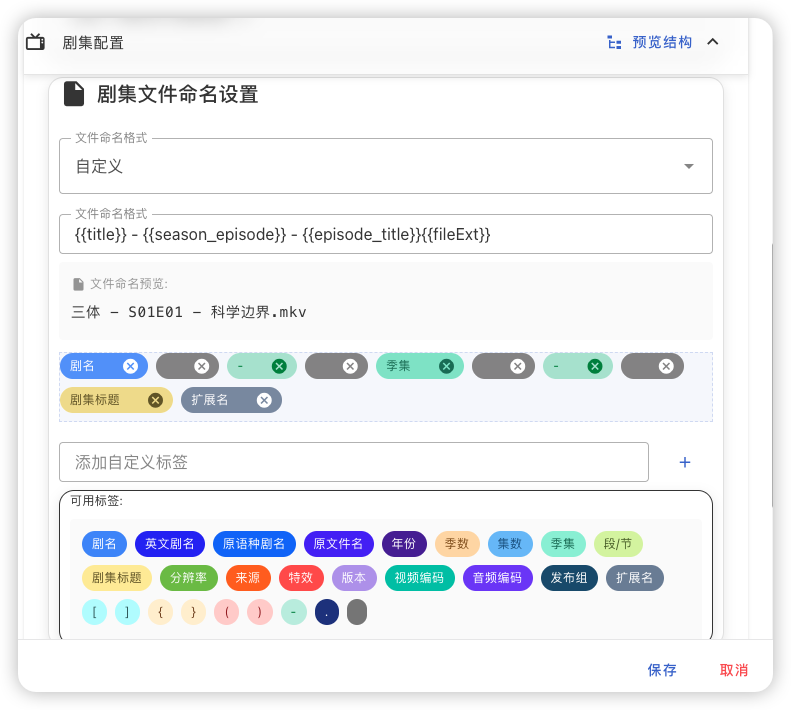 剧集配置 预览结构
剧集文件命名设置
文件命名格式
自定义
文件命名格式
{{title}} - {{season_episode}} - {{episode_title}}{{fileExt}}
文件命名预览:
三体 - S01E01 - 科学边界.mkv
剧名 - 季集 -
剧集标题 扩展名
添加自定义标签 +
可用标签:
剧名 英文剧名 原语种剧名 原文件名 年份 季数 集数 季集 段/节
剧集标题 分辨率 来源 特效 版本 视频编码 音频编码 发布组 扩展名
[ ] { } ( ) - .
保存 取消